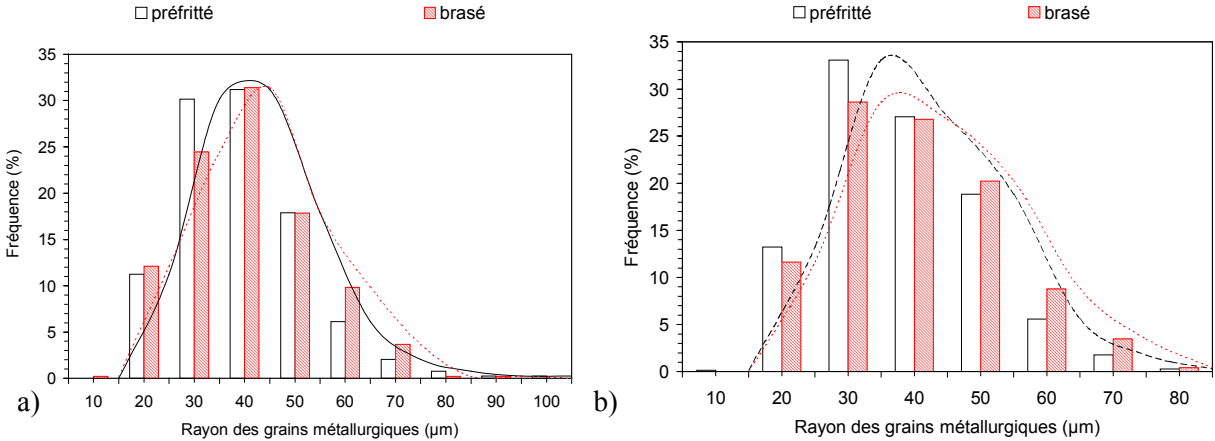 préfritté brasé
35
30
25
20
15
10
5
0
Fréquence (%)
10 20 30 40 50 60 70 80 90 100
Rayon des grains métallurgiques (µm)
a)
préfritté brasé
35
30
25
20
15
10
5
0
Fréquence (%)
10 20 30 40 50 60 70 80
Rayon des grains métallurgiques (µm)
b)